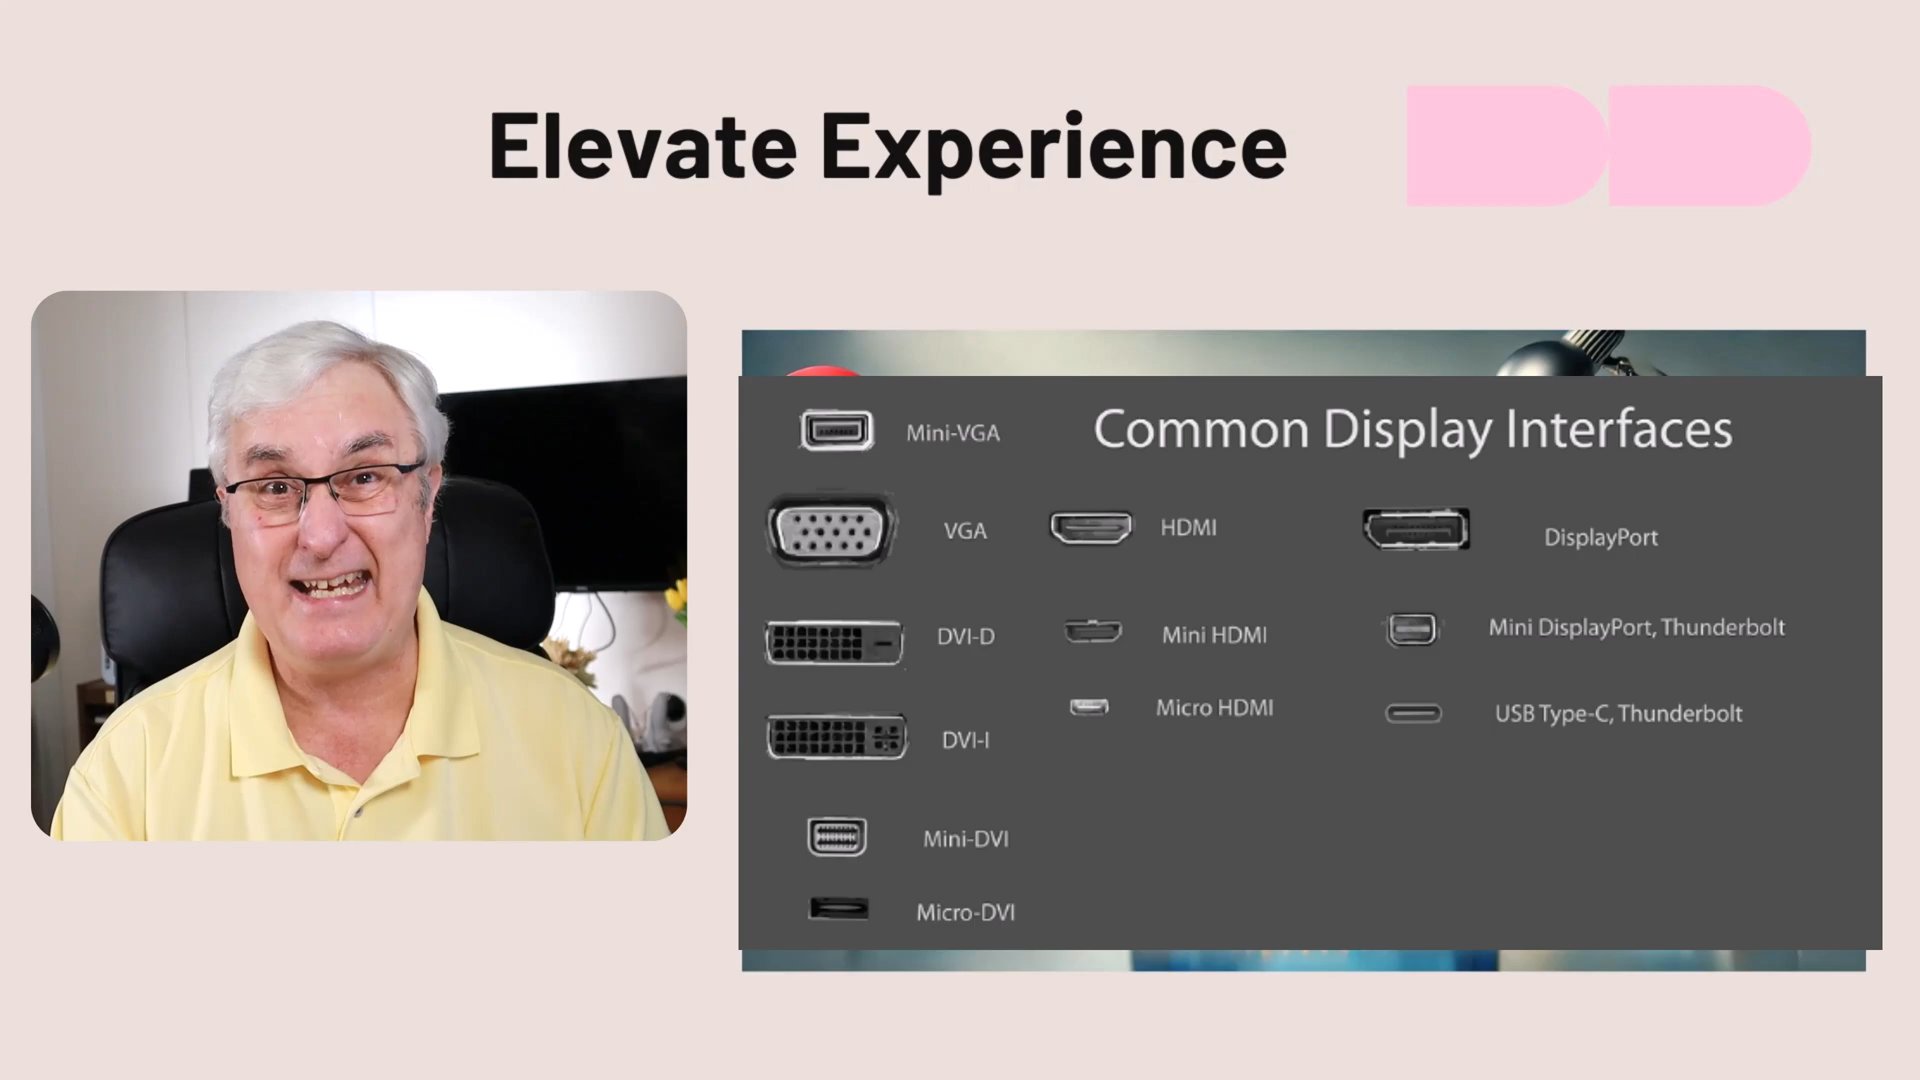 Elevate Experience
Common Display Interfaces
Mini-VGA
VGA
DVI-D
DVI-I
Mini-DVI
Micro-DVI
HDMI
Mini HDMI
Micro HDMI
DisplayPort
Mini DisplayPort, Thunderbolt
USB Type-C, Thunderbolt